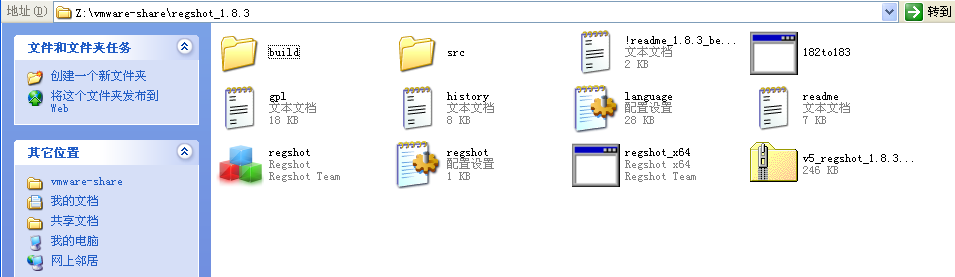 地址(D) Z:\vmware-share\regshot_1.8.3 转到
文件和文件夹任务
创建一个新文件夹
将这个文件夹发布到
Web
其它位置
vmware-share
我的文档
共享文档
我的电脑
网上邻居
build
src
!readme_1.8.3_be...
文本文档
2 KB
182to183
gpl
文本文档
18 KB
history
文本文档
8 KB
language
配置设置
28 KB
readme
文本文档
7 KB
regshot
Regshot
Regshot Team
regshot
配置设置
1 KB
regshot_x64
Regshot x64
Regshot Team
v5_regshot_1.8.3...
246 KB